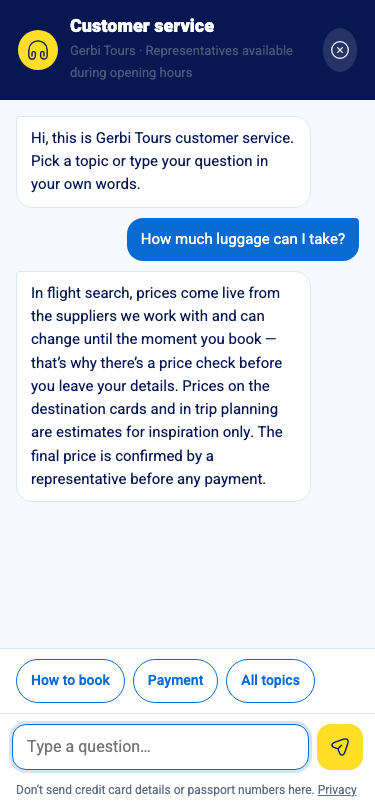 Customer service
Gerbi Tours · Representatives available
during opening hours
Hi, this is Gerbi Tours customer service.
Pick a topic or type your question in
your own words.
How much luggage can I take?
In flight search, prices come live from
the suppliers we work with and can
change until the moment you book —
that’s why there’s a price check before
you leave your details. Prices on the
destination cards and in trip planning
are estimates for inspiration only. The
final price is confirmed by a
representative before any payment.
How to book
Payment
All topics
Type a question…
Don’t send credit card details or passport numbers here. Privacy